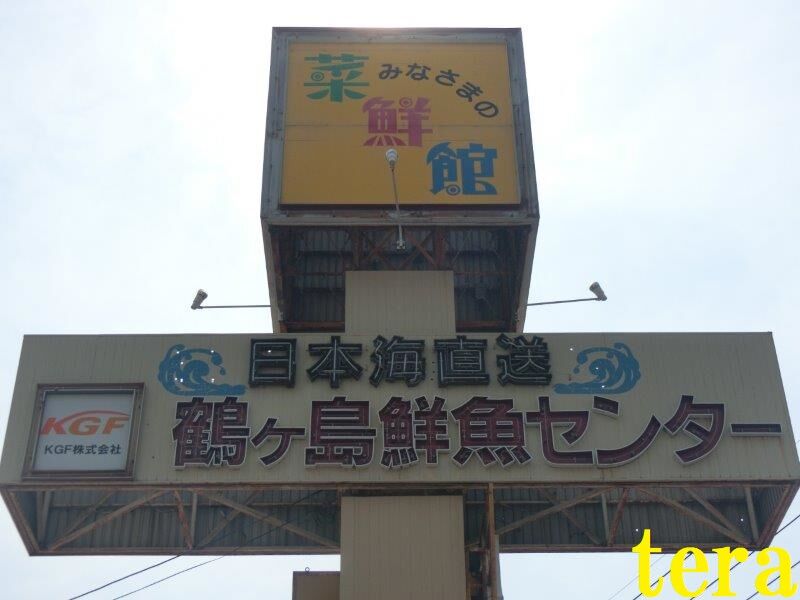 みなさまの
菜鮮館
日本海直送
鶴ヶ島鮮魚センター
KGF
KGF株式会社
tera